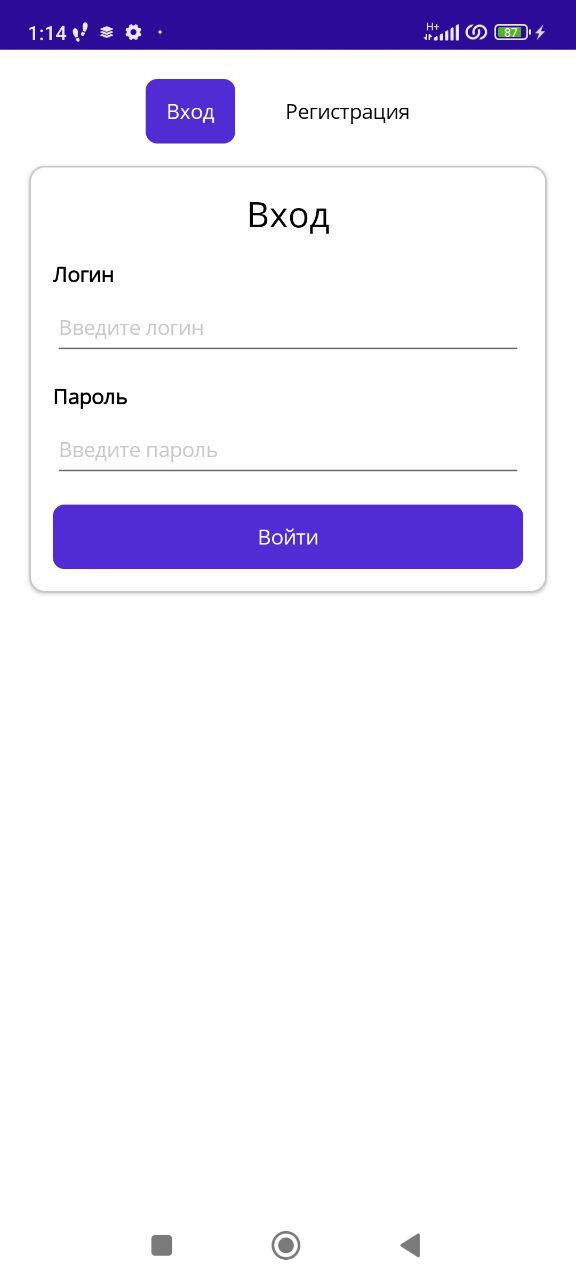 1:14
H+
87
Вход
Регистрация
Вход
Логин
Введите логин
Пароль
Введите пароль
Войти